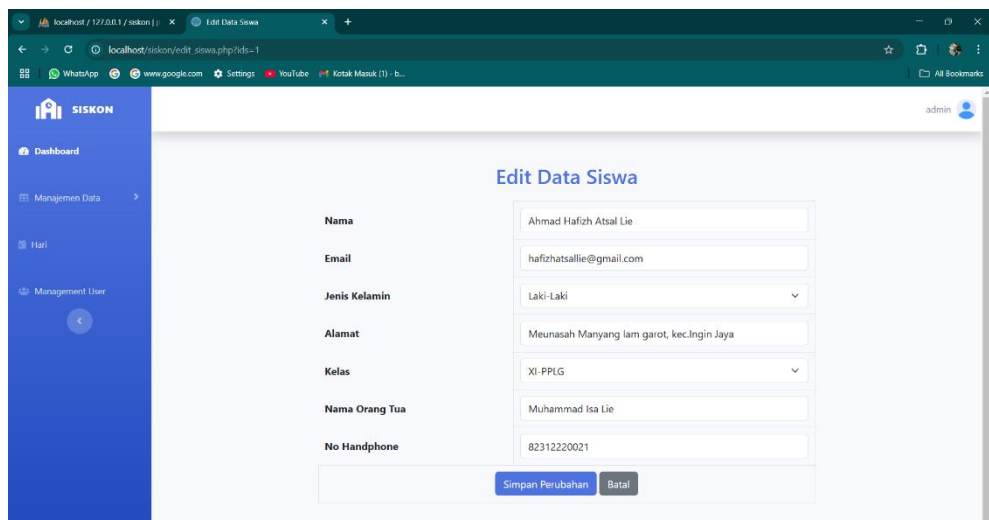 localhost / 127.0.0.1 / siskon | p
Edit Data Siswa
localhost/siskon/edit_siswa.php?ids=1
WhatsApp
www.google.com
Settings
YouTube
Kotak Masuk (1) - b...
All Bookmarks
SISKON
admin
Dashboard
Manajemen Data
Hari
Management User
Edit Data Siswa
Nama Ahmad Hafizh Atsal Lie
Email hafizhatsallie@gmail.com
Jenis Kelamin Laki-Laki
Alamat Meunasah Manyang lam garot, kec.Ingin Jaya
Kelas XI-PPLG
Nama Orang Tua Muhammad Isa Lie
No Handphone 82312220021
Simpan Perubahan Batal